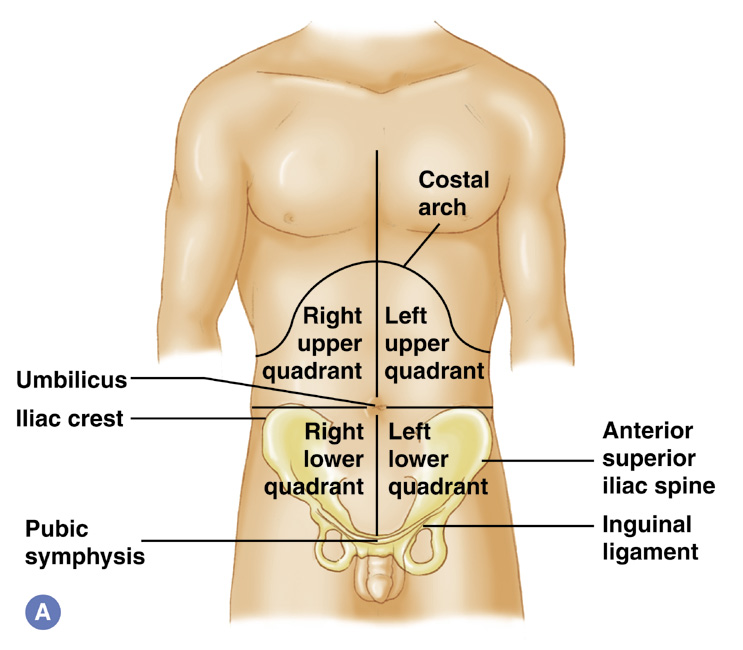 Costal
arch
Right
upper
quadrant
Left
upper
quadrant
Umbilicus
Iliac crest
Right
lower
quadrant
Left
lower
quadrant
Anterior
superior
iliac spine
Pubic
symphysis
Inguinal
ligament
A